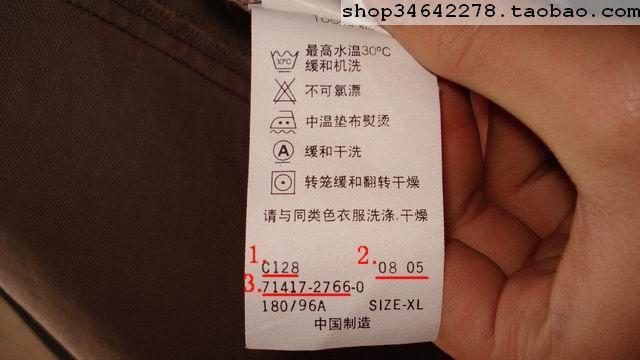 shop34642278.taobao.com
30°C
最高水温30°C
缓和机洗
不可氯漂
中温垫布熨烫
A
缓和干洗
转笼缓和翻转干燥
请与同类色衣服洗涤,干燥
1. C128 2. 08 05
3. 71417-2766-0
180/96A SIZE-XL
中国制造